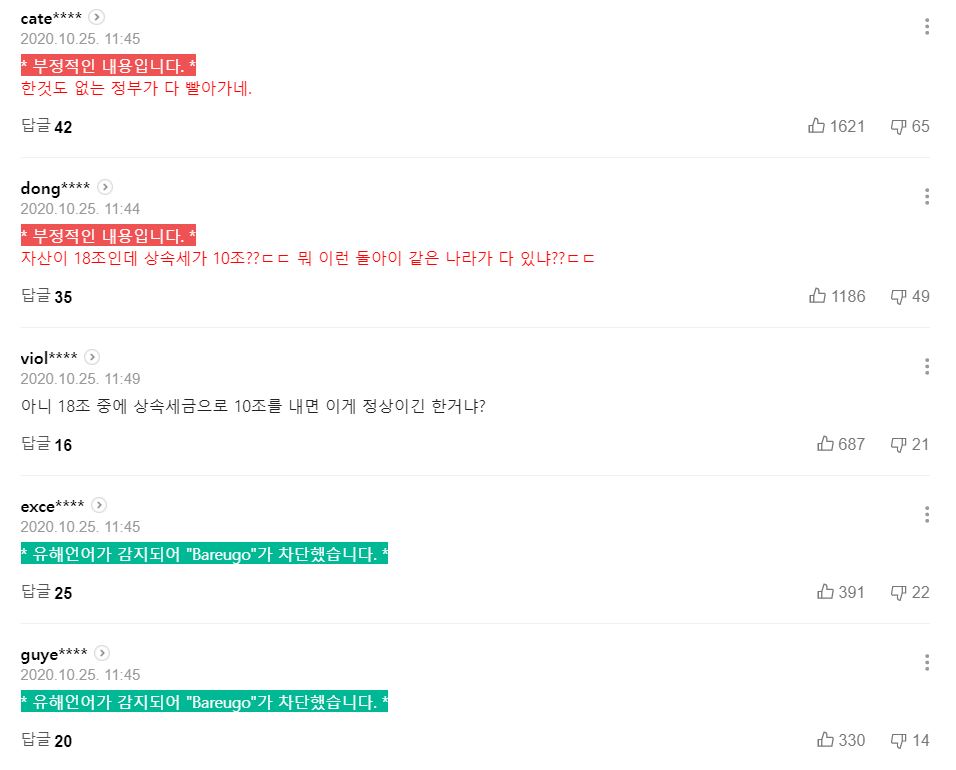 cate****
2020.10.25. 11:45
* 부정적인 내용입니다. *
한것도 없는 정부가 다 빨아가네.
답글 42 1621 65
dong****
2020.10.25. 11:44
* 부정적인 내용입니다. *
자산이 18조인데 상속세가 10조??ㄷㄷ 뭐 이런 돌아이 같은 나라가 다 있냐??ㄷㄷ
답글 35 1186 49
viol****
2020.10.25. 11:49
아니 18조 중에 상속세금으로 10조를 내면 이게 정상이긴 한거냐?
답글 16 687 21
exce****
2020.10.25. 11:45
* 유해언어가 감지되어 "Bareugo"가 차단했습니다. *
답글 25 391 22
guye****
2020.10.25. 11:45
* 유해언어가 감지되어 "Bareugo"가 차단했습니다. *
답글 20 330 14